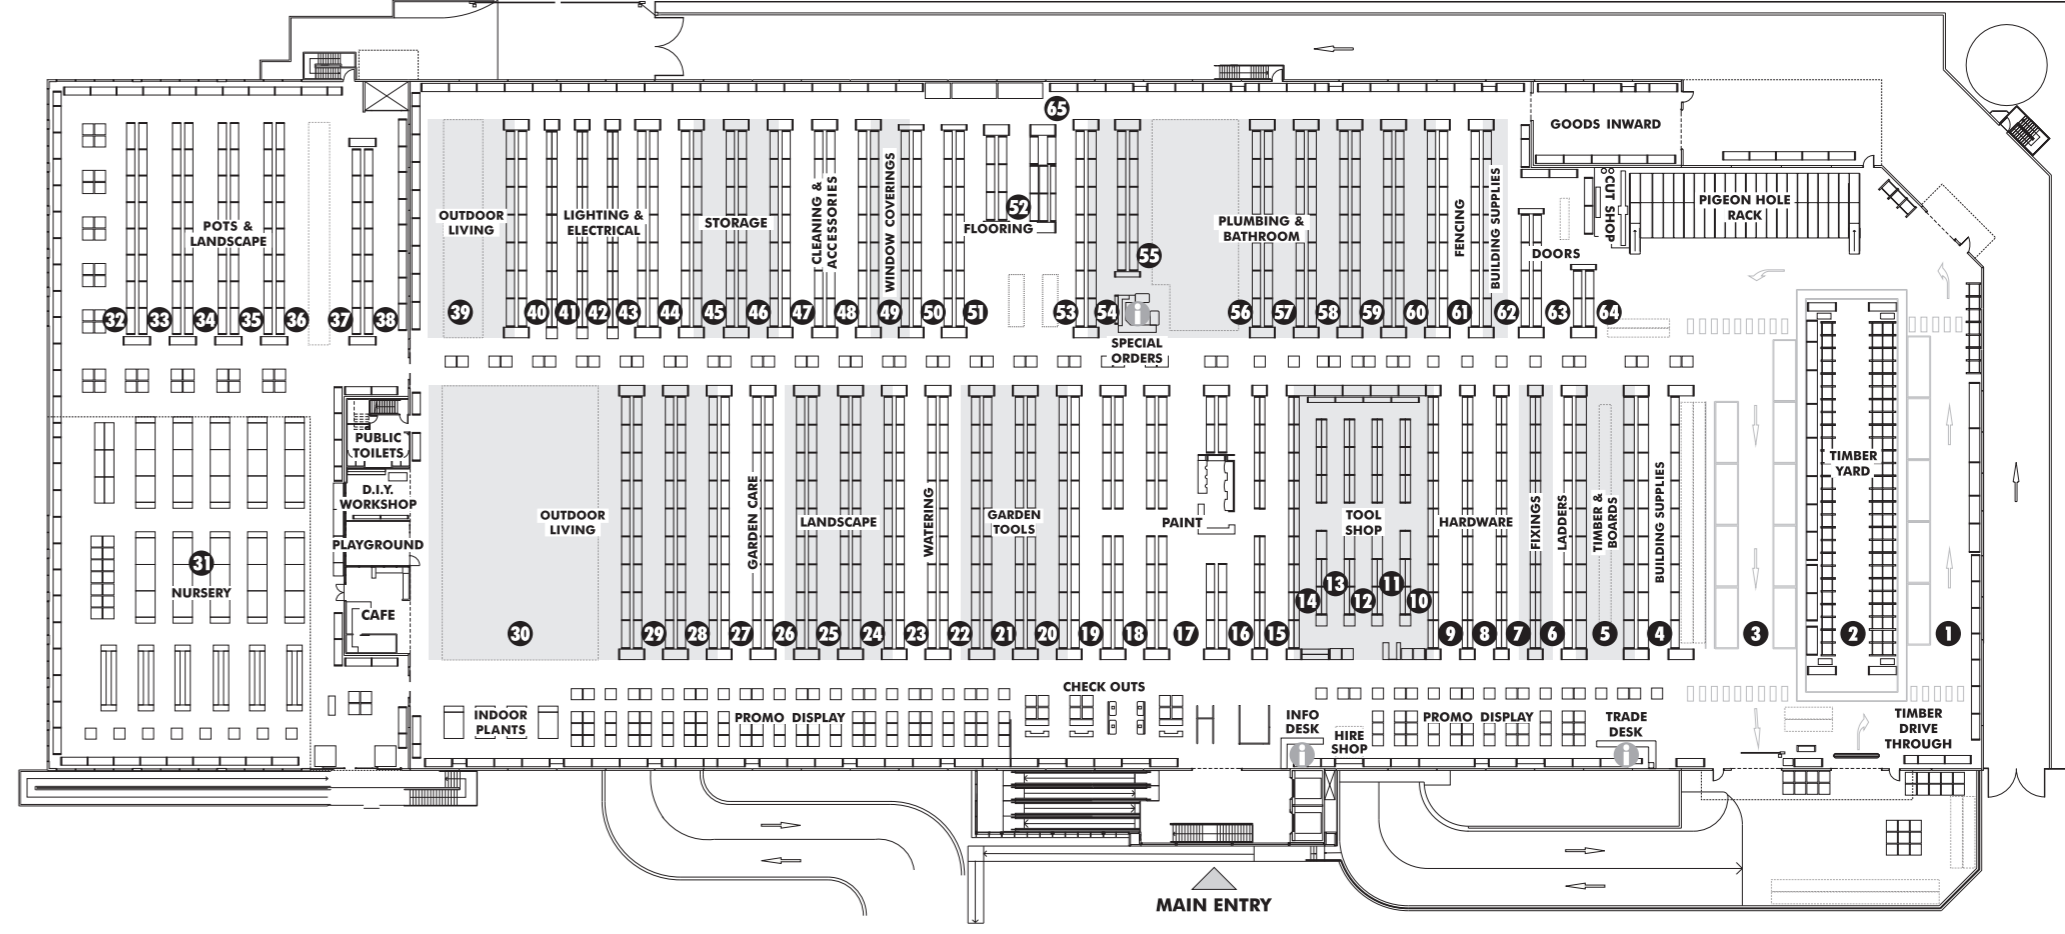 65
GOODS INWARD
CUT SHOP
PIGEON HOLE
RACK
POTS &
LANDSCAPE
OUTDOOR
LIVING
LIGHTING &
ELECTRICAL
STORAGE
CLEANING &
ACCESSORIES
WINDOW COVERINGS
52
FLOORING
PLUMBING &
BATHROOM
55
FENCING
BUILDING SUPPLIES
DOORS
32
33
34
35
36
37
38
39
40
41
42
43
44
45
46
47
48
49
50
51
53
54
i
56
57
58
59
60
61
62
63
64
SPECIAL
ORDERS
PUBLIC
TOILETS
D.I.Y.
WORKSHOP
PLAYGROUND
CAFE
31
NURSERY
OUTDOOR
LIVING
GARDEN CARE
LANDSCAPE
WATERING
GARDEN
TOOLS
PAINT
TOOL
SHOP
HARDWARE
FIXINGS
LADDERS
TIMBER &
BOARDS
BUILDING SUPPLIES
TIMBER
YARD
14
13
12
11
10
30
29
28
27
26
25
24
23
22
21
20
19
18
17
16
15
9
8
7
6
5
4
3
2
1
INDOOR
PLANTS
PROMO DISPLAY
CHECK OUTS
INFO
DESK
i
HIRE
SHOP
PROMO DISPLAY
TRADE
DESK
i
TIMBER
DRIVE
THROUGH
MAIN ENTRY